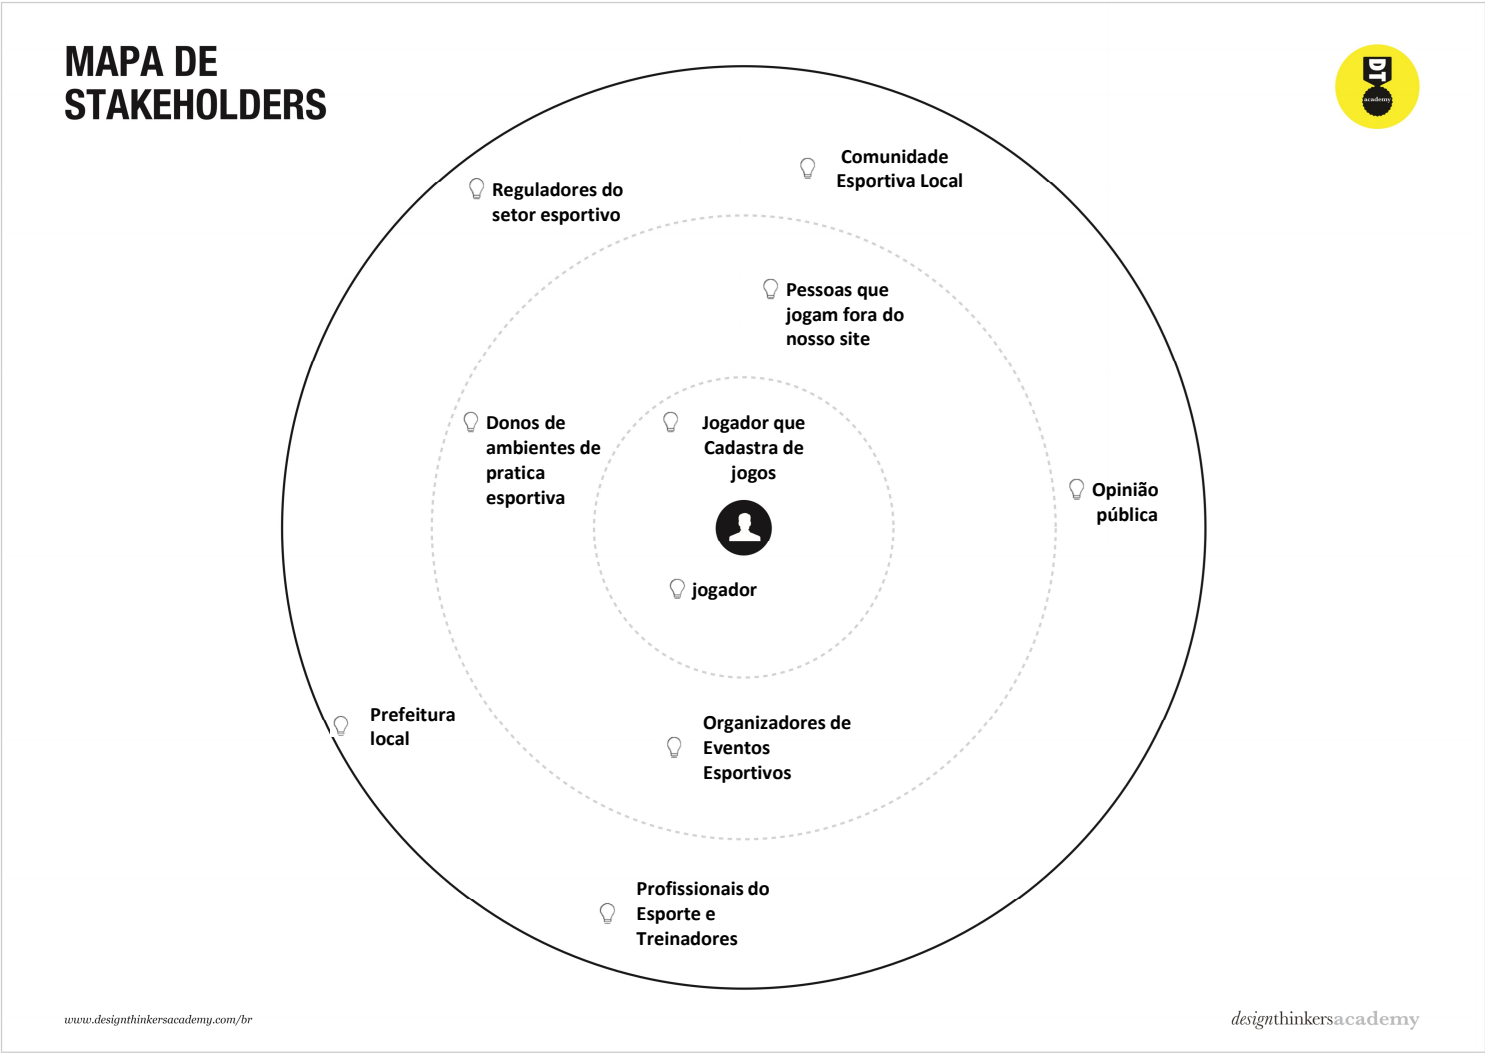 MAPA DE
STAKEHOLDERS
DT
academy
Comunidade
Esportiva Local
Reguladores do
setor esportivo
Pessoas que
jogam fora do
nosso site
Donos de
ambientes de
pratica
esportiva
Jogador que
Cadastra de
jogos
Opinião
pública
jogador
Prefeitura
local
Organizadores de
Eventos
Esportivos
Profissionais do
Esporte e
Treinadores
www.designthinkersacademy.com/br
designthinkersacademy